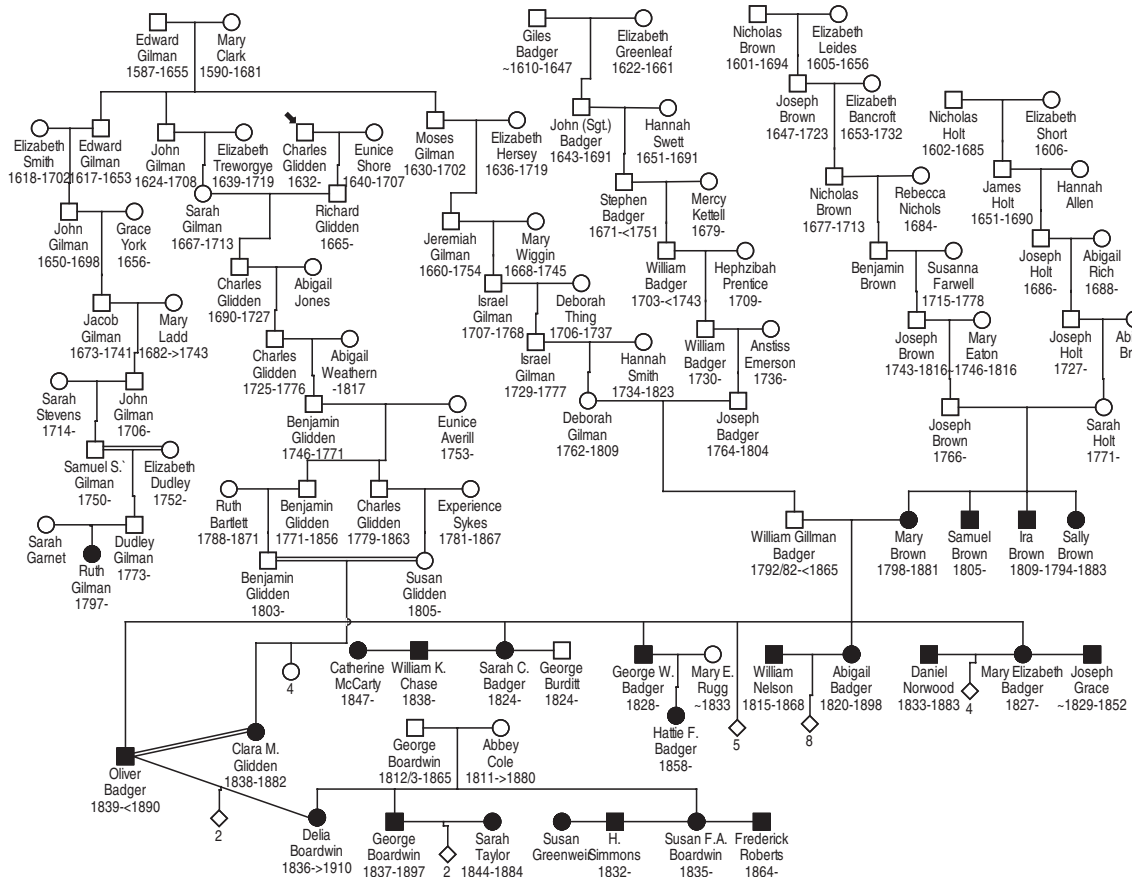 Edward
Gilman
1587-1655
Mary
Clark
1590-1681
Giles
Badger
~1610-1647
Elizabeth
Greenleaf
1622-1661
Nicholas
Brown
1601-1694
Elizabeth
Leides
1605-1656
Elizabeth
Smith
1618-1702
Edward
Gilman
1617-1653
John
Gilman
1624-1708
Elizabeth
Treworgye
1639-1719
Charles
Glidden
1632-
Eunice
Shore
1640-1707
Moses
Gilman
1630-1702
Elizabeth
Hersey
1636-1719
John (Sgt.)
Badger
1643-1691
Hannah
Swett
1651-1691
Joseph
Brown
1647-1723
Elizabeth
Bancroft
1653-1732
Nicholas
Holt
1602-1685
Elizabeth
Short
1606-
John
Gilman
1650-1698
Grace
York
1656-
Sarah
Gilman
1667-1713
Richard
Glidden
1665-
Jeremiah
Gilman
1660-1754
Mary
Wiggin
1668-1745
Stephen
Badger
1671-<1751
Mercy
Kettell
1679-
Nicholas
Brown
1677-1713
Rebecca
Nichols
1684-
James
Holt
1651-1690
Hannah
Allen
Charles
Glidden
1690-1727
Abigail
Jones
Israel
Gilman
1707-1768
Deborah
Thing
1706-1737
William
Badger
1703-<1743
Hephzibah
Prentice
1709-
Benjamin
Brown
Susanna
Farwell
1715-1778
Joseph
Holt
1686-
Abigail
Rich
1688-
Jacob
Gilman
1673-1741
Mary
Ladd
1682->1743
Charles
Glidden
1725-1776
Abigail
Weathern
-1817
Israel
Gilman
1729-1777
Hannah
Smith
1734-1823
William
Badger
1730-
Anstiss
Emerson
1736-
Joseph
Brown
1743-1816
Mary
Eaton
1746-1816
Joseph
Holt
1727-
Sarah
Stevens
1714-
John
Gilman
1706-
Benjamin
Glidden
1746-1771
Eunice
Averill
1753-
Deborah
Gilman
1762-1809
Joseph
Badger
1764-1804
Joseph
Brown
1766-
Sarah
Holt
1771-
Samuel S.`
Gilman
1750-
Elizabeth
Dudley
1752-
Ruth
Bartlett
1788-1871
Benjamin
Glidden
1771-1856
Charles
Glidden
1779-1863
Experience
Sykes
1781-1867
Sarah
Garnet
Ruth
Gilman
1797-
Dudley
Gilman
1773-
Benjamin
Glidden
1803-
Susan
Glidden
1805-
William Gillman
Badger
1792/82-<1865
Mary
Brown
1798-1881
Samuel
Brown
1805-
Ira
Brown
1809-
Sally
Brown
1794-1883
4
Catherine
McCarty
1847-
William K.
Chase
1838-
Sarah C.
Badger
1824-
George
Burditt
1824-
George W.
Badger
1828-
Mary E.
Rugg
~1833
Hattie F.
Badger
1858-
5
William
Nelson
1815-1868
Abigail
Badger
1820-1898
8
Daniel
Norwood
1833-1883
4
Mary Elizabeth
Badger
1827-
Joseph
Grace
~1829-1852
Oliver
Badger
1839-<1890
Clara M.
Glidden
1838-1882
George
Boardwin
1812/3-1865
Abbey
Cole
1811->1880
2
Delia
Boardwin
1836->1910
George
Boardwin
1837-1897
2
Sarah
Taylor
1844-1884
Susan
H.
Simmons
1832-
Susan F.A.
Boardwin
1835-
Frederick
Roberts
1864-